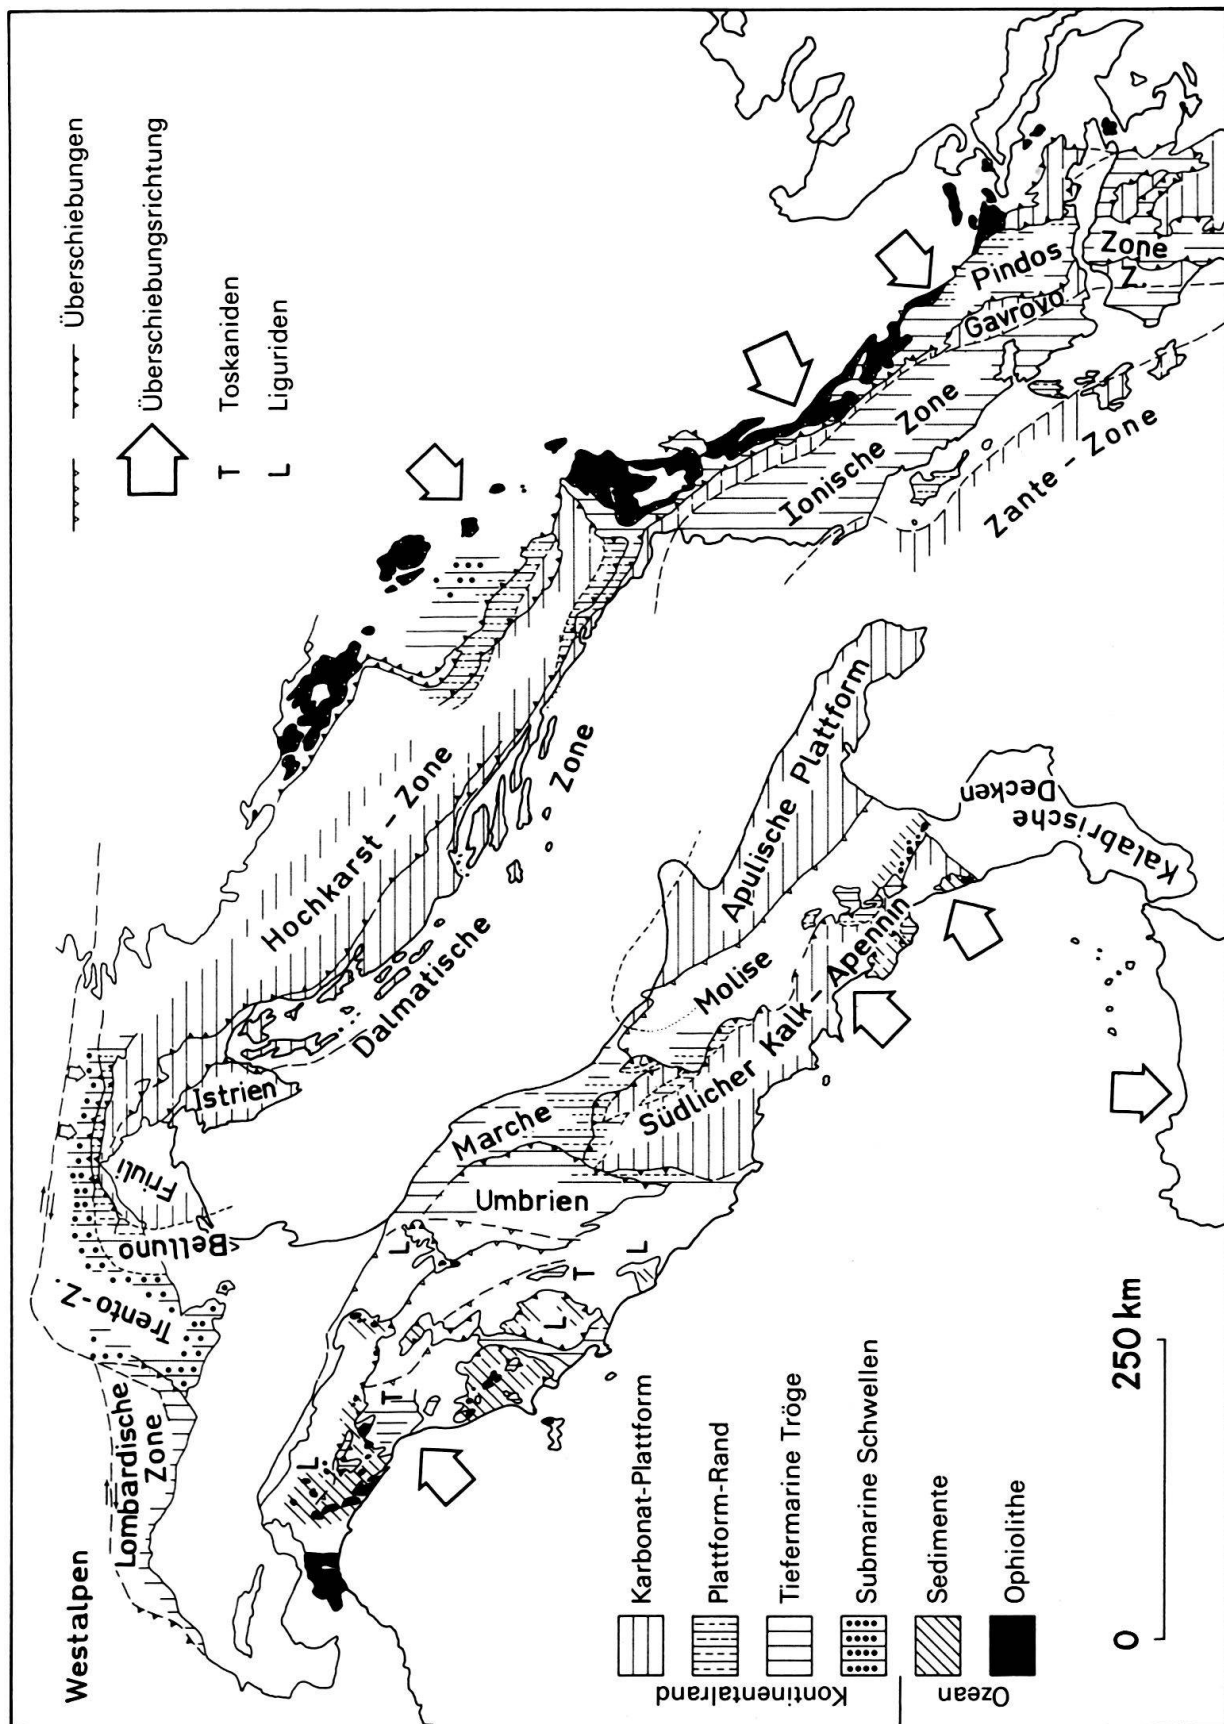 Westalpen
Überschiebungen
Überschiebungsrichtung
T Toskaniden
L Liguriden
Lombardische
Zone
Trento-Z.
Belluno
Friuli
Istrien
Hochkarst-Zone
Dalmatische
Zone
Marche
Umbrien
Molise
Apulische Plattform
Südlicher Kalk-Apennin
Kalabrische
Decken
Ionische Zone
Zante-Zone
Gavrovo
Z.
Pindos
Zone
L
T
L
L
T
L
Kontinentalrand
Karbonat-Plattform
Plattform-Rand
Tiefermarine Tröge
Submarine Schwellen
Ozean
Sedimente
Ophiolithe
0 250 km